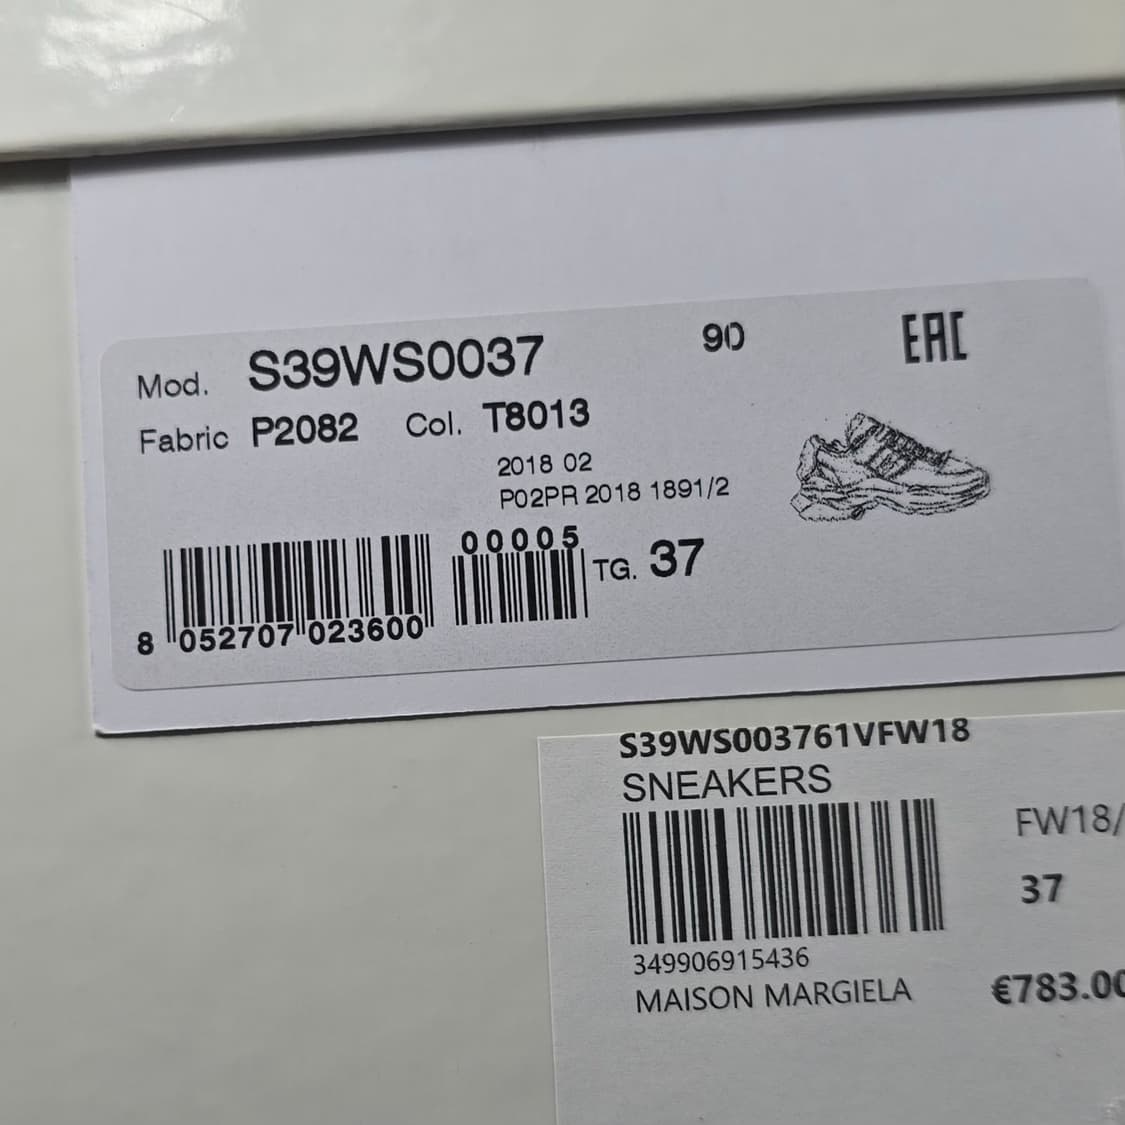 Mod. S39WS0037 90 EAC
Fabric P2082 Col. T8013
2018 02
P02PR 2018 1891/2
00005
TG. 37
8 052707 023600
S39WS003761VFW18
SNEAKERS
FW18/
37
349906915436
MAISON MARGIELA €783.00